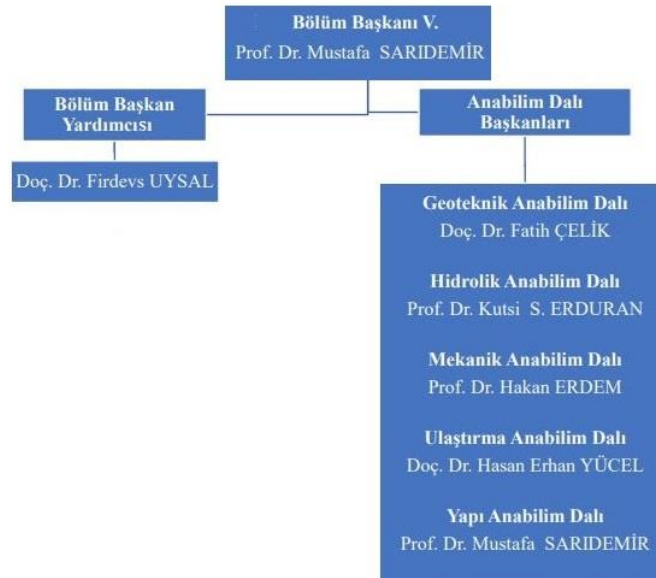 Bölüm Başkanı V.
Prof. Dr. Mustafa SARIDEMİR
Bölüm Başkan
Yardımcısı
Doç. Dr. Firdevs UYSAL
Anabilim Dalı
Başkanları
Geoteknik Anabilim Dalı
Doç. Dr. Fatih ÇELİK
Hidrolik Anabilim Dalı
Prof. Dr. Kutsi S. ERDURAN
Mekanik Anabilim Dalı
Prof. Dr. Hakan ERDEM
Ulaştırma Anabilim Dalı
Doç. Dr. Hasan Erhan YÜCEL
Yapı Anabilim Dalı
Prof. Dr. Mustafa SARIDEMİR